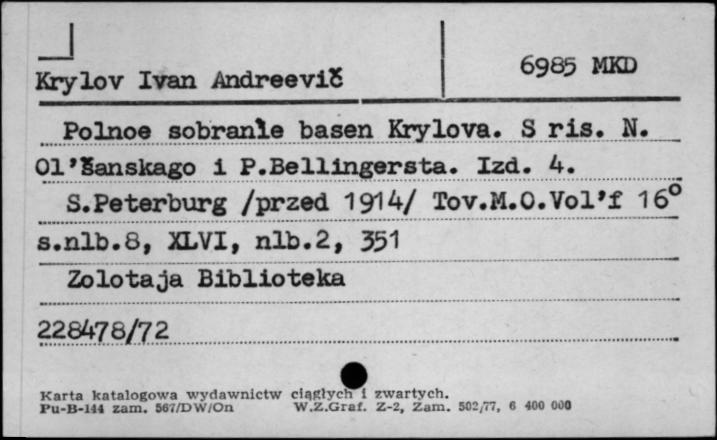 6985 MKD
Krylov Ivan Andreevič
Polnoe sobranie basen Krylova. S ris. N.
Ol'šanskago i P.Bellingersta. Izd. 4.
S.Peterburg /przed 1914/ Tov.M.O.Vol'f 16°
s.nlb.8, XLVI, nlb.2, 351
Zolotaja Biblioteka
228478/72
Karta katalogowa wydawnictw ciągłych i zwartych.
Pu-B-144 zam. 567/DW/On W.Z.Graf. Z-2, Zam. 502/77, 6 400 000